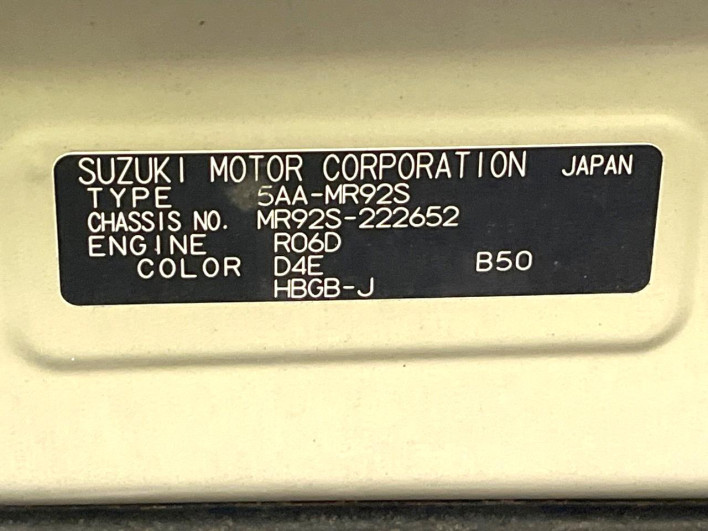 SUZUKI MOTOR CORPORATION JAPAN
TYPE 5AA-MR92S
CHASSIS NO. MR92S-222652
ENGINE R06D
COLOR D4E B50
HBGB-J